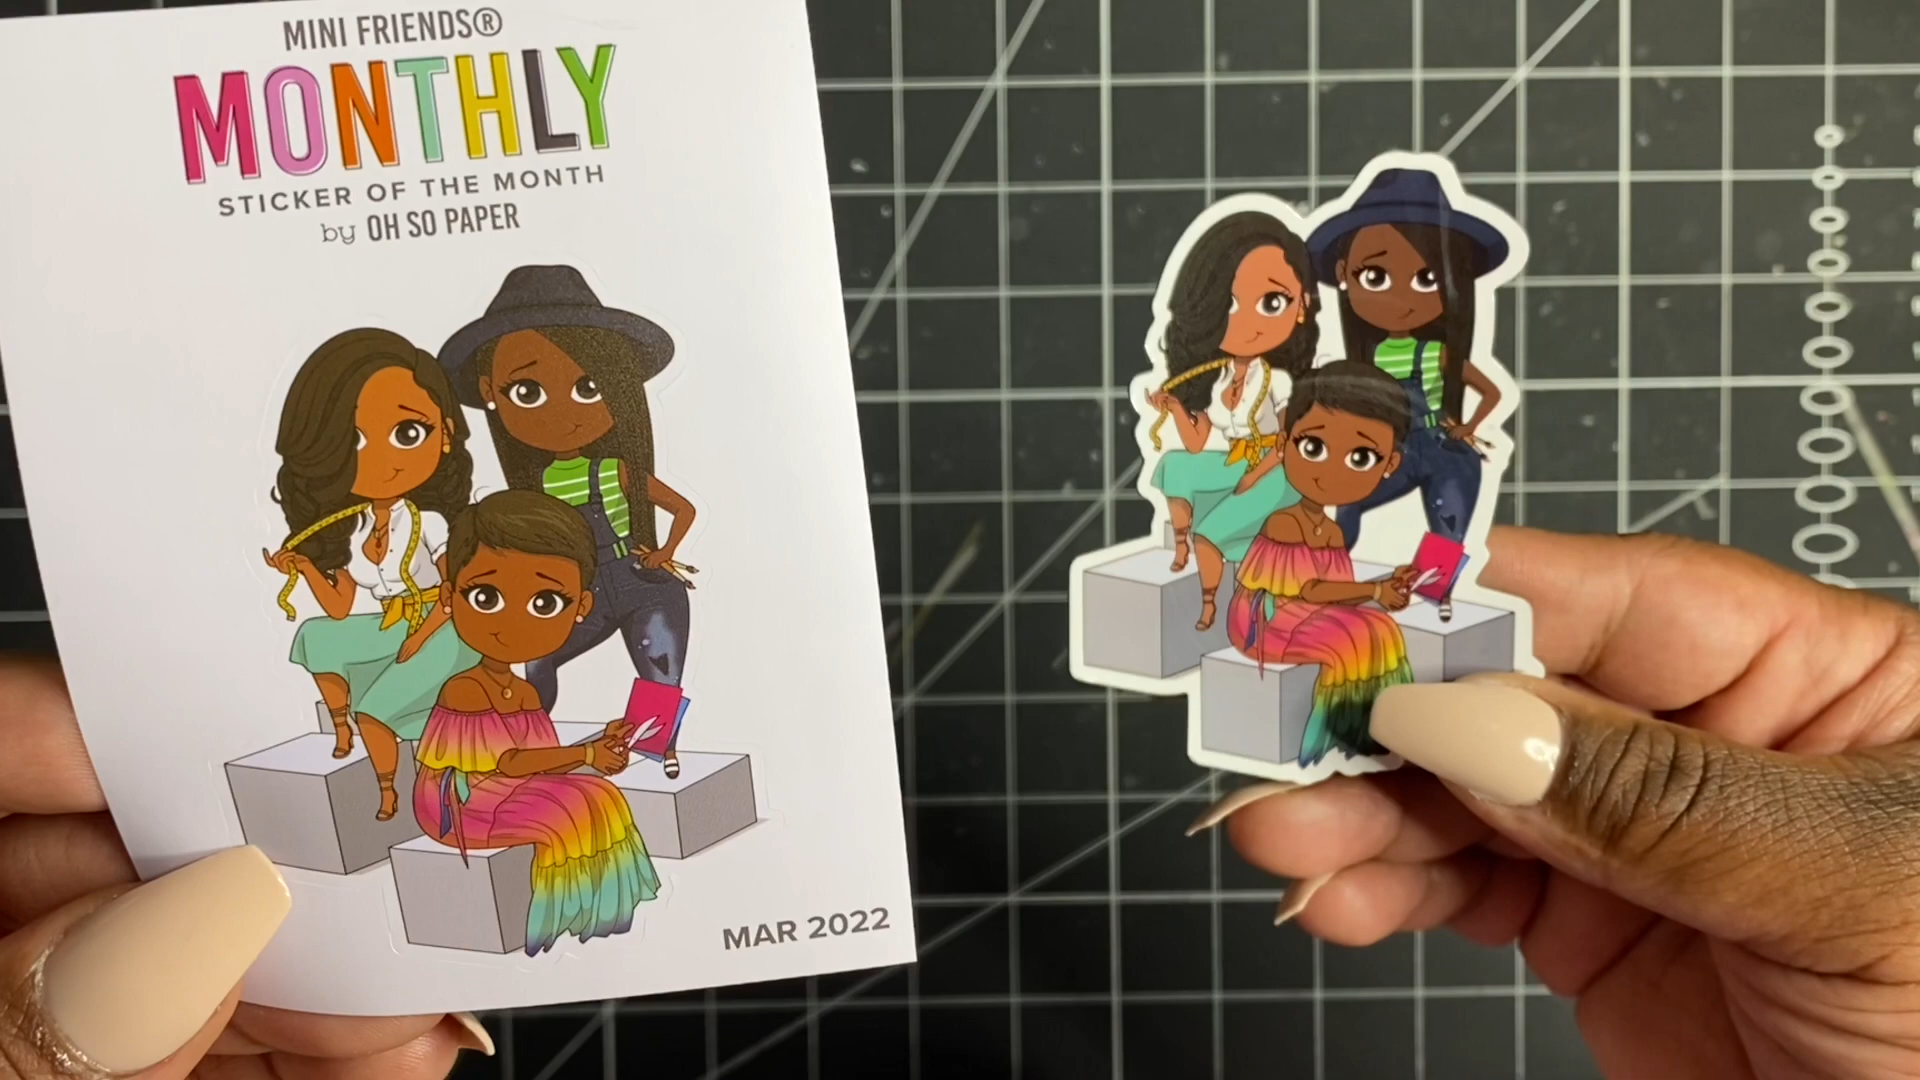 MINI FRIENDS®
MONTHLY
STICKER OF THE MONTH
by OH SO PAPER
MAR 2022